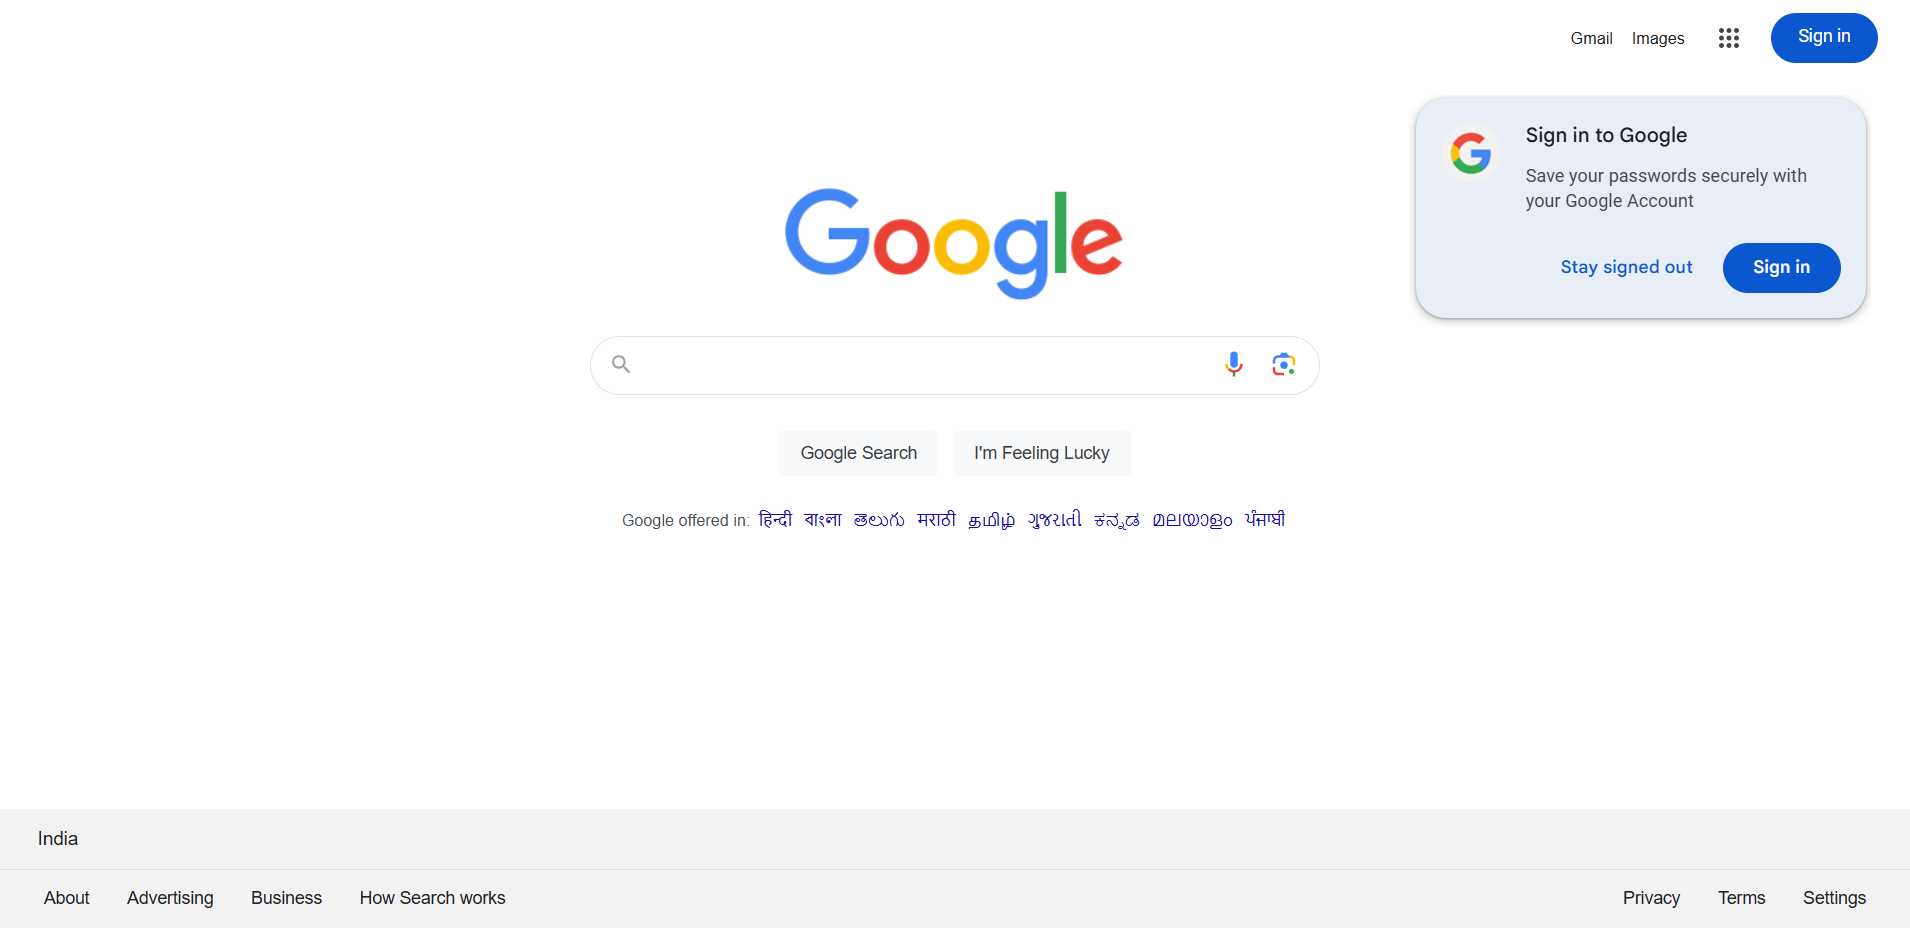 Gmail Images Sign in
Sign in to Google
Save your passwords securely with
your Google Account
Stay signed out Sign in
Google
Google Search I'm Feeling Lucky
Google offered in: हिन्दी বাংলা తెలుగు मराठी தமிழ் ગુજરાતી ಕನ್ನಡ മലയാളം ਪੰਜਾਬੀ
India
About Advertising Business How Search works Privacy Terms Settings